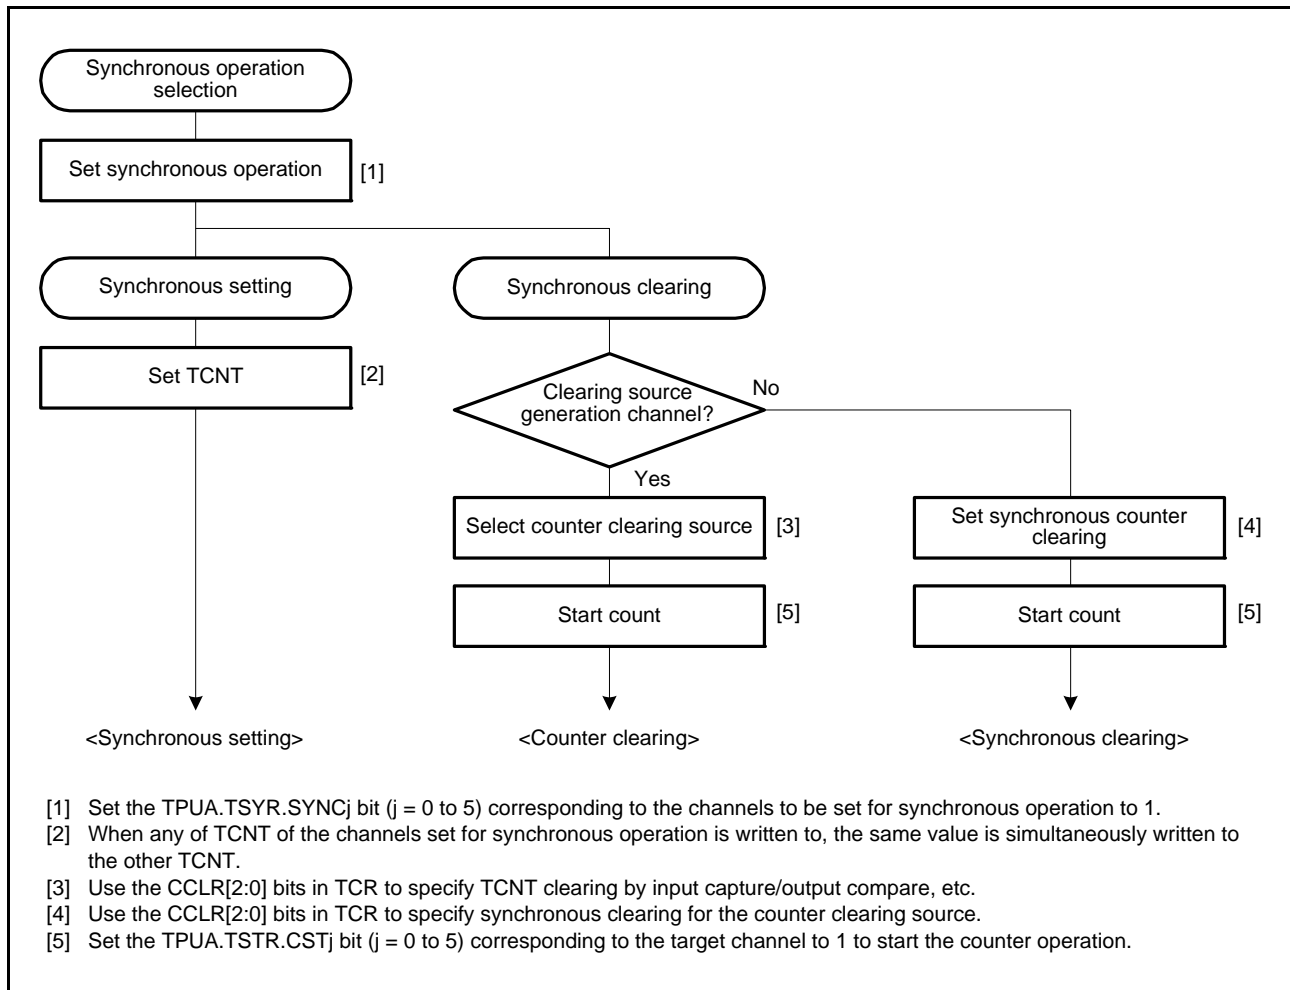 Synchronous operation
selection
Set synchronous operation [1]
Synchronous setting
Set TCNT [2]
Synchronous clearing
Clearing source
generation channel?
No
Yes
Select counter clearing source [3]
Start count [5]
Set synchronous counter
clearing [4]
Start count [5]
<Synchronous setting>
<Counter clearing>
<Synchronous clearing>
[1] Set the TPUA.TSYR.SYNCj bit (j = 0 to 5) corresponding to the channels to be set for synchronous operation to 1.
[2] When any of TCNT of the channels set for synchronous operation is written to, the same value is simultaneously written to
the other TCNT.
[3] Use the CCLR[2:0] bits in TCR to specify TCNT clearing by input capture/output compare, etc.
[4] Use the CCLR[2:0] bits in TCR to specify synchronous clearing for the counter clearing source.
[5] Set the TPUA.TSTR.CSTj bit (j = 0 to 5) corresponding to the target channel to 1 to start the counter operation.